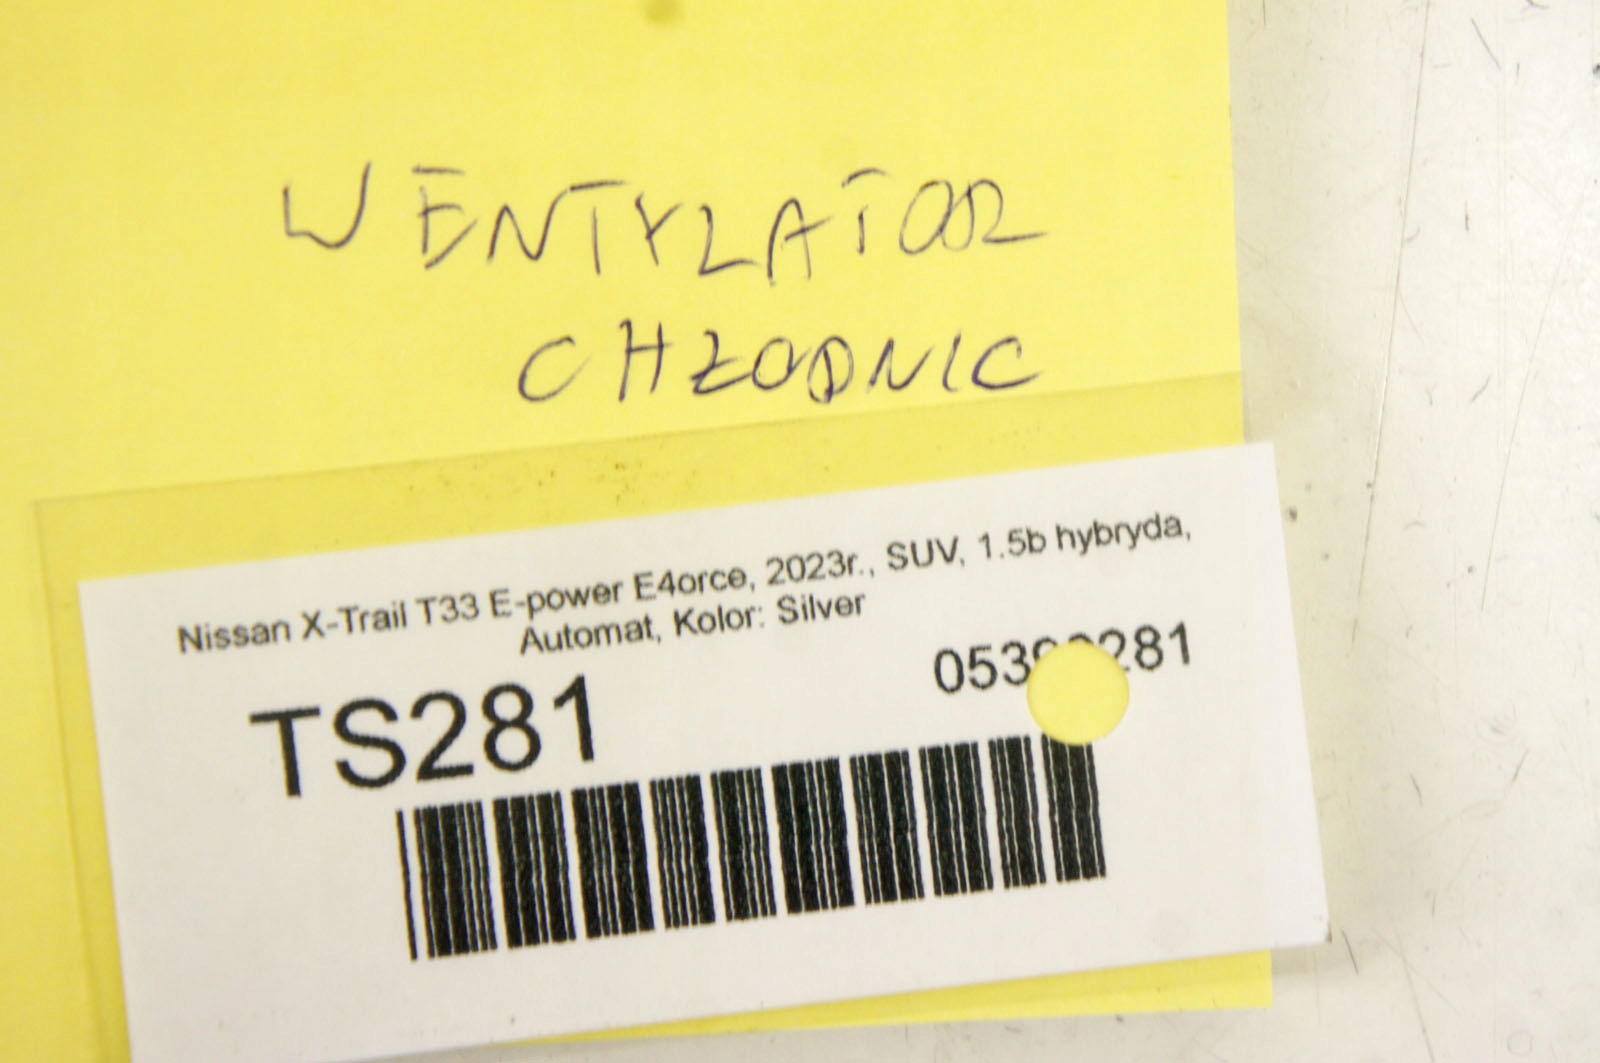 WENTYLATOR
CHŁODNIC
Nissan X-Trail T33 E-power E4orce, 2023r., SUV, 1.5b hybryda,
Automat, Kolor: Silver
TS281